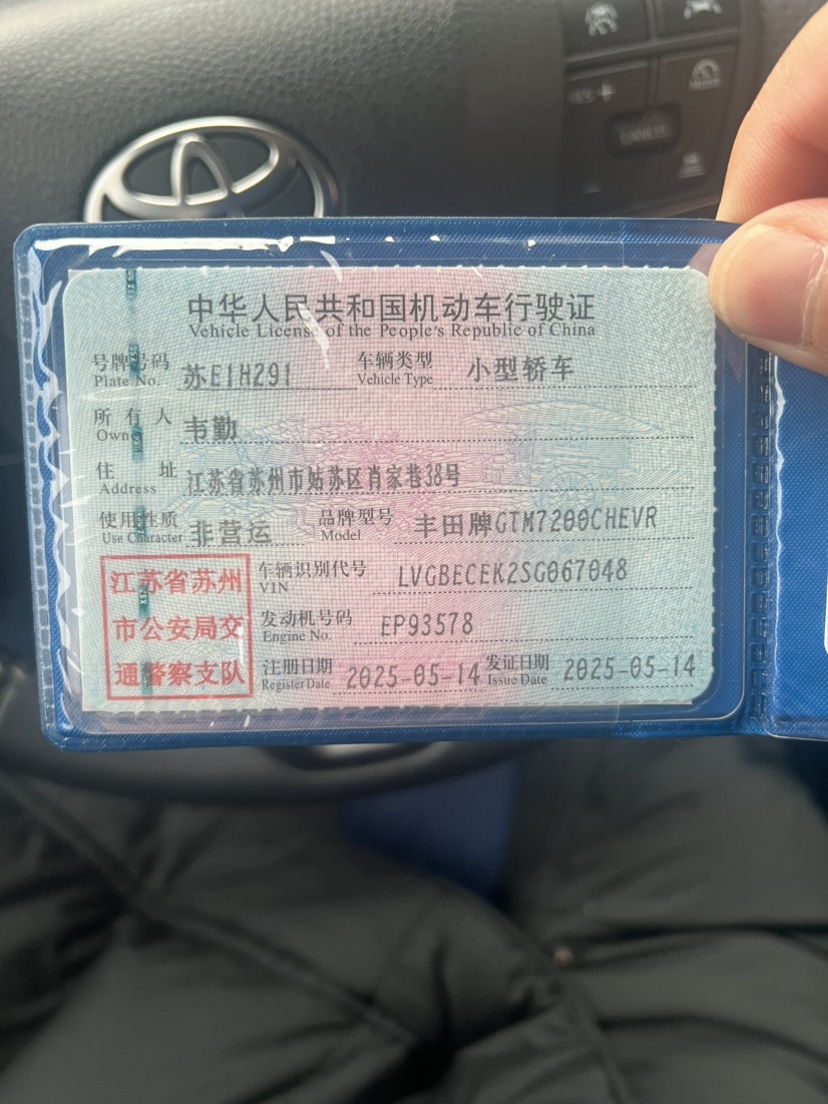 中华人民共和国机动车行驶证
Vehicle License of the People's Republic of China
号牌号码 苏E1H291 车辆类型 小型轿车
Plate No. Vehicle Type
所有人 韦勤
Owner
住址 江苏省苏州市姑苏区肖家巷38号
Address
使用性质 非营运 品牌型号 丰田牌GTM7200CHEVR
Use Character Model
江苏省苏州
市公安局交
通警察支队
车辆识别代号 LVGBECEK2SG067048
VIN
发动机号码 EP93578
Engine No.
注册日期 2025-05-14 发证日期 2025-05-14
Register Date Issue Date
CANCEL